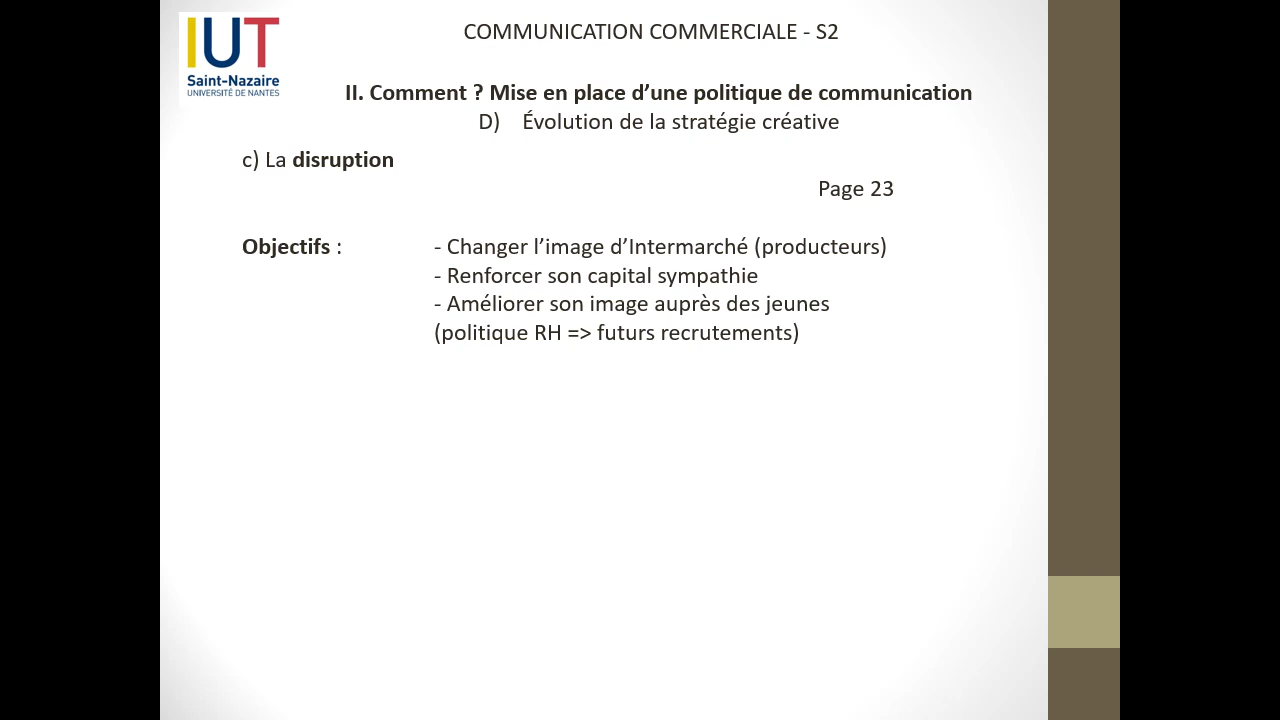 IUT
Saint-Nazaire
UNIVERSITÉ DE NANTES
COMMUNICATION COMMERCIALE - S2
II. Comment ? Mise en place d’une politique de communication
D) Évolution de la stratégie créative
c) La disruption
Page 23
Objectifs : - Changer l’image d’Intermarché (producteurs)
- Renforcer son capital sympathie
- Améliorer son image auprès des jeunes
(politique RH => futurs recrutements)